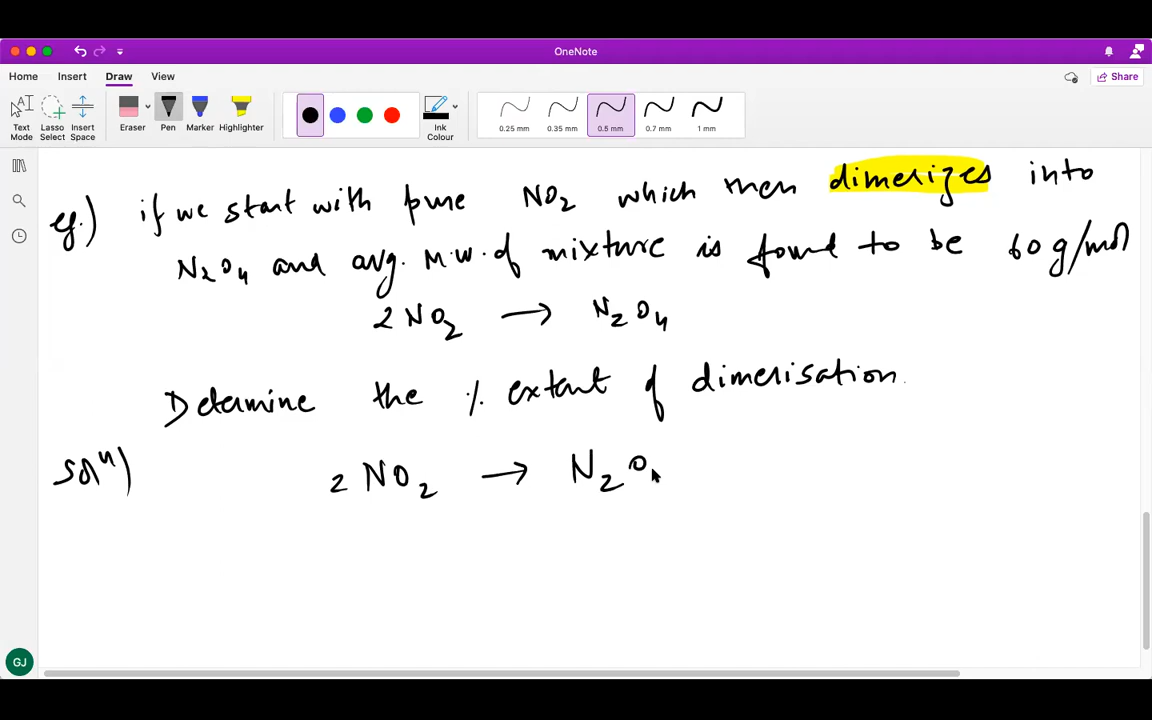 OneNote
Home Insert Draw View
Share
Text Mode
Lasso Select
Insert Space
Eraser
Pen
Marker
Highlighter
Ink Colour
0.25 mm
0.35 mm
0.5 mm
0.7 mm
1 mm
eg.) if we start with pure NO₂ which then dimerizes into
N₂O₄ and avg. M.W. of mixture is found to be 60 g/mol
2NO₂ → N₂O₄
Determine the % extent of dimerisation.
Solⁿ) 2NO₂ → N₂O
GJ